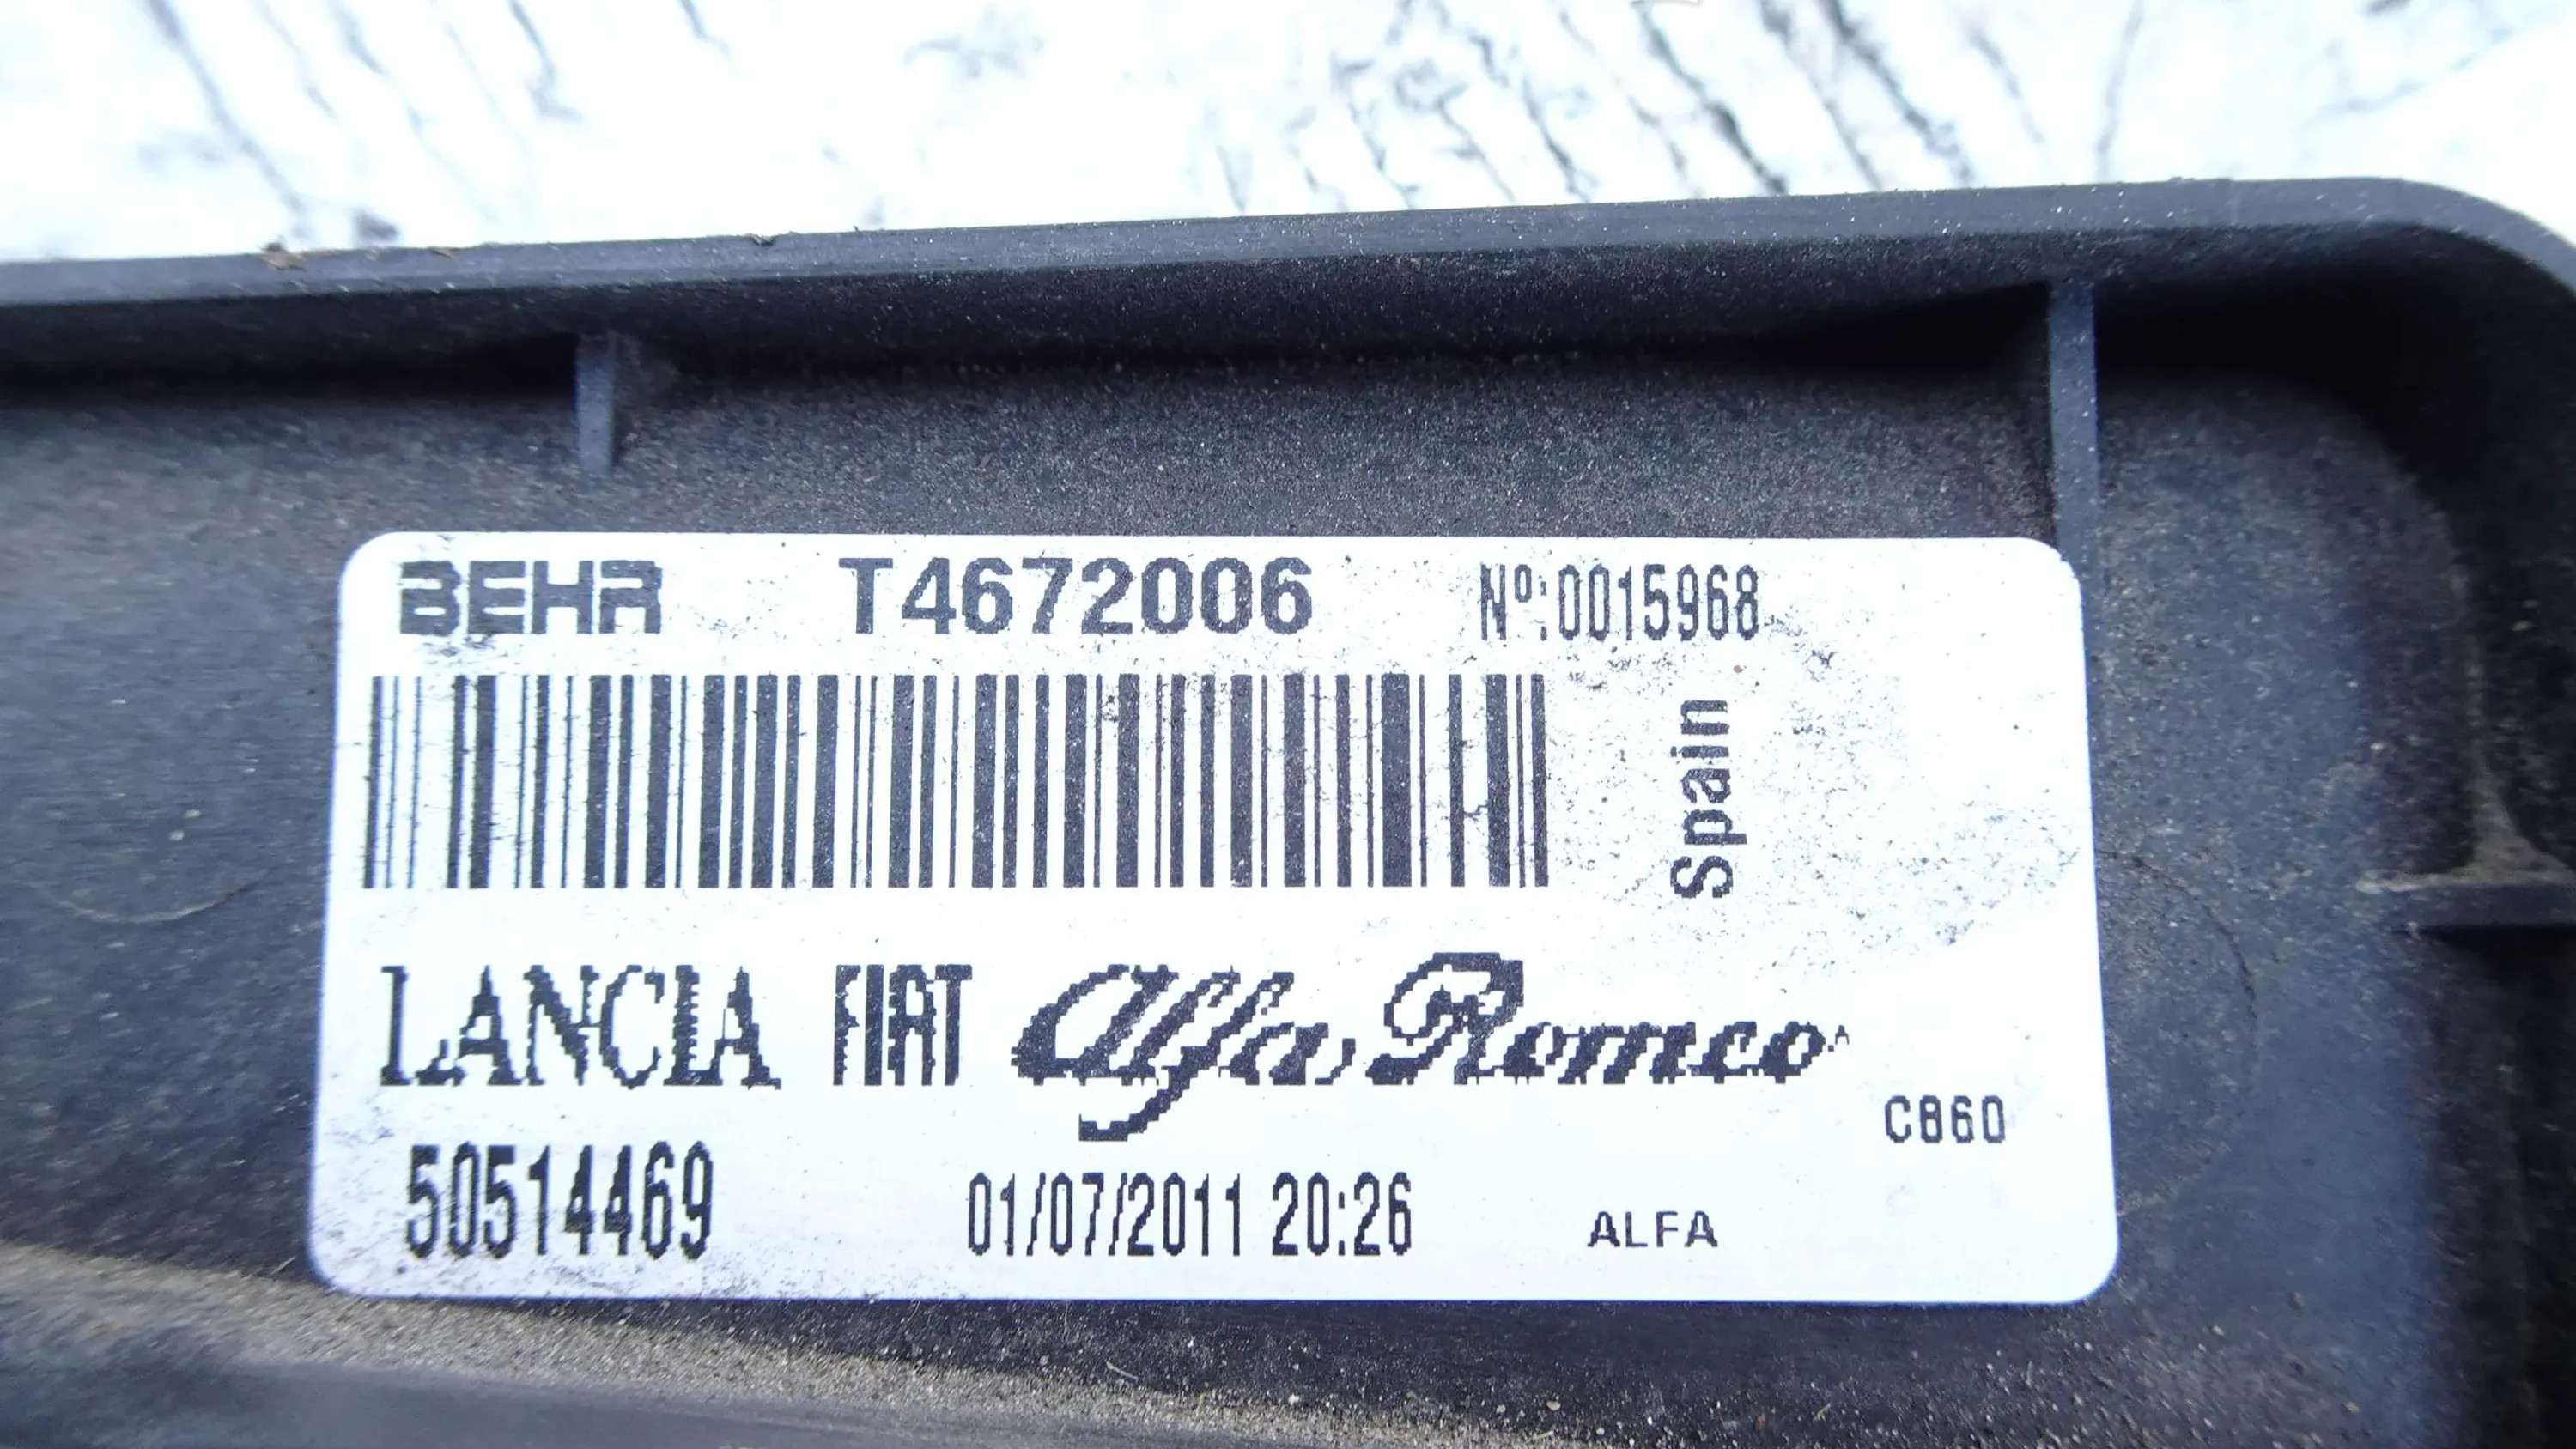 BEHR T4672006 Nº:0015968
Spain
LANCIA FIAT Alfa Romeo
C860
50514469 01/07/2011 20:26 ALFA